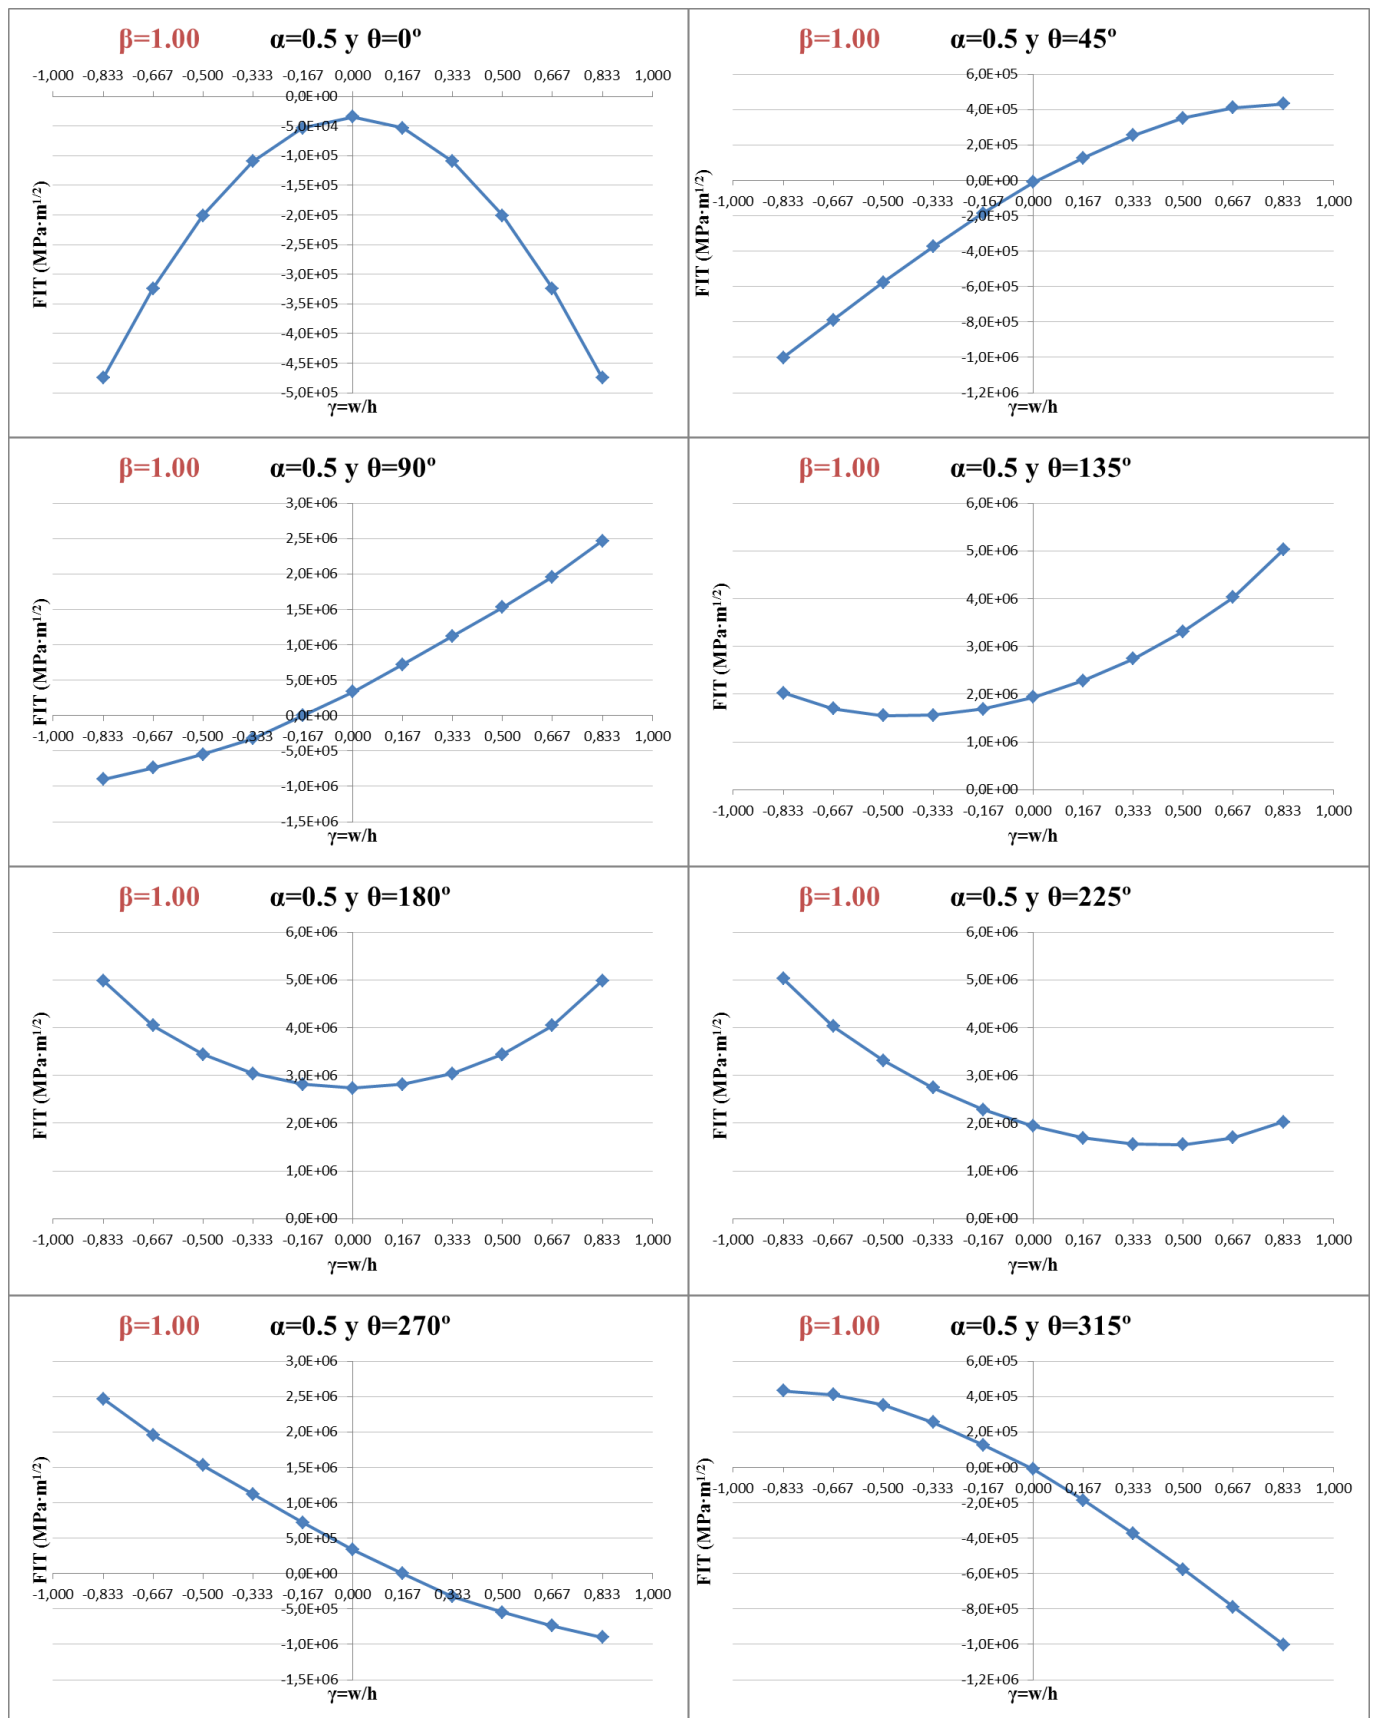 β=1.00 α=0.5 y θ=0º
-1,000 -0,833 -0,667 -0,500 -0,333 -0,167 0,000 0,167 0,333 0,500 0,667 0,833 1,000
0,0E+00
-5,0E+04
-1,0E+05
-1,5E+05
-2,0E+05
-2,5E+05
-3,0E+05
-3,5E+05
-4,0E+05
-4,5E+05
-5,0E+05
FIT (MPa·m1/2)
γ=w/h
β=1.00 α=0.5 y θ=45º
6,0E+05
4,0E+05
2,0E+05
0,0E+00
-1,000 -0,833 -0,667 -0,500 -0,333 -0,167 0,000 0,167 0,333 0,500 0,667 0,833 1,000
-2,0E+05
-4,0E+05
-6,0E+05
-8,0E+05
-1,0E+06
-1,2E+06
FIT (MPa·m1/2)
γ=w/h
β=1.00 α=0.5 y θ=90º
3,0E+06
2,5E+06
2,0E+06
1,5E+06
1,0E+06
5,0E+05
0,0E+00
-1,000 -0,833 -0,667 -0,500 -0,333 -0,167 0,000 0,167 0,333 0,500 0,667 0,833 1,000
-5,0E+05
-1,0E+06
-1,5E+06
FIT (MPa·m1/2)
γ=w/h
β=1.00 α=0.5 y θ=135º
6,0E+06
5,0E+06
4,0E+06
3,0E+06
2,0E+06
1,0E+06
0,0E+00
-1,000 -0,833 -0,667 -0,500 -0,333 -0,167 0,000 0,167 0,333 0,500 0,667 0,833 1,000
FIT (MPa·m1/2)
γ=w/h
β=1.00 α=0.5 y θ=180º
6,0E+06
5,0E+06
4,0E+06
3,0E+06
2,0E+06
1,0E+06
0,0E+00
-1,000 -0,833 -0,667 -0,500 -0,333 -0,167 0,000 0,167 0,333 0,500 0,667 0,833 1,000
FIT (MPa·m1/2)
γ=w/h
β=1.00 α=0.5 y θ=225º
6,0E+06
5,0E+06
4,0E+06
3,0E+06
2,0E+06
1,0E+06
0,0E+00
-1,000 -0,833 -0,667 -0,500 -0,333 -0,167 0,000 0,167 0,333 0,500 0,667 0,833 1,000
FIT (MPa·m1/2)
γ=w/h
β=1.00 α=0.5 y θ=270º
3,0E+06
2,5E+06
2,0E+06
1,5E+06
1,0E+06
5,0E+05
0,0E+00
-1,000 -0,833 -0,667 -0,500 -0,333 -0,167 0,000 0,167 0,333 0,500 0,667 0,833 1,000
-5,0E+05
-1,0E+06
-1,5E+06
FIT (MPa·m1/2)
γ=w/h
β=1.00 α=0.5 y θ=315º
6,0E+05
4,0E+05
2,0E+05
0,0E+00
-1,000 -0,833 -0,667 -0,500 -0,333 -0,167 0,000 0,167 0,333 0,500 0,667 0,833 1,000
-2,0E+05
-4,0E+05
-6,0E+05
-8,0E+05
-1,0E+06
-1,2E+06
FIT (MPa·m1/2)
γ=w/h